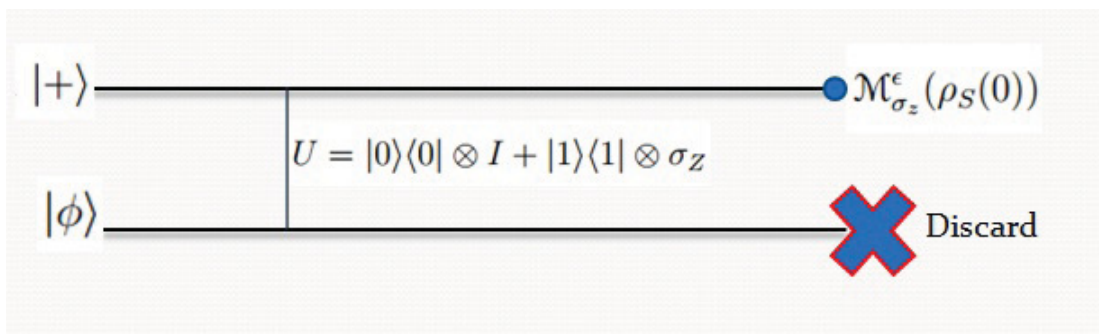 |+⟩
ℳ^ϵ_{σ_z}(ρ_S(0))
U = |0⟩⟨0| ⊗ I + |1⟩⟨1| ⊗ σ_Z
|ϕ⟩
Discard